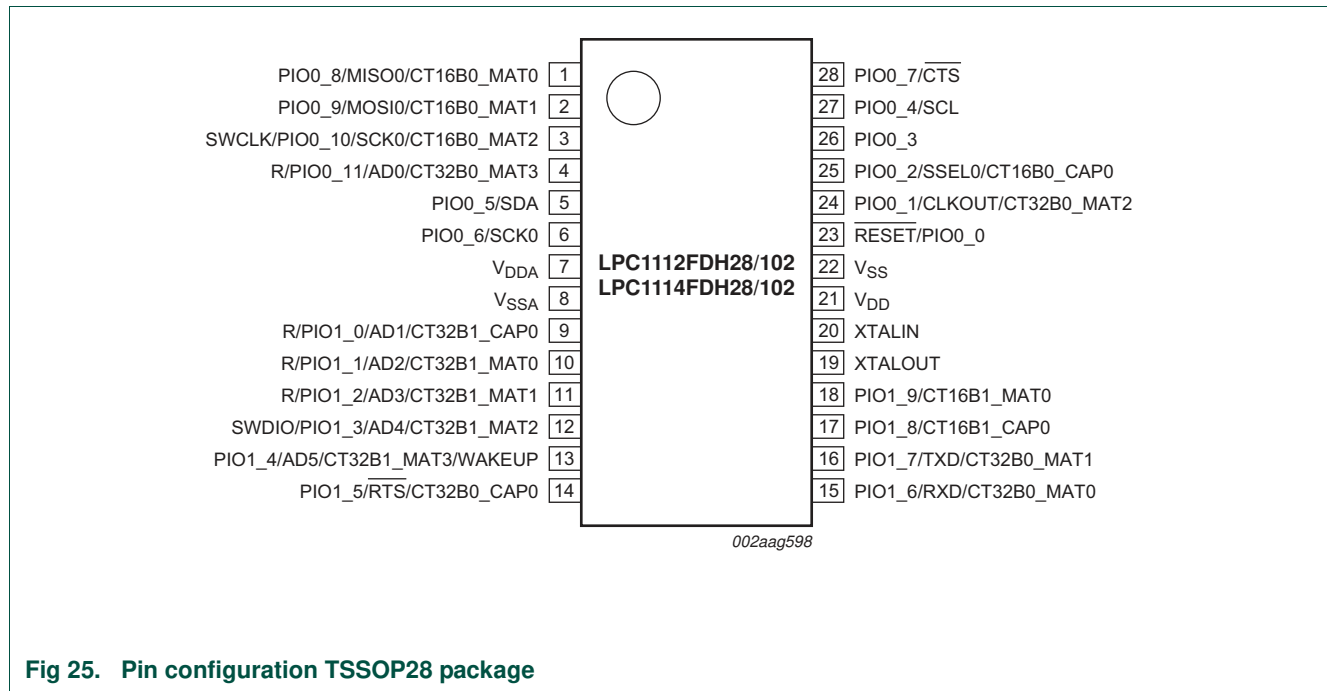 PIO0_8/MISO0/CT16B0_MAT0 1
PIO0_9/MOSI0/CT16B0_MAT1 2
SWCLK/PIO0_10/SCK0/CT16B0_MAT2 3
R/PIO0_11/AD0/CT32B0_MAT3 4
PIO0_5/SDA 5
PIO0_6/SCK0 6
VDDA 7
VSSA 8
R/PIO1_0/AD1/CT32B1_CAP0 9
R/PIO1_1/AD2/CT32B1_MAT0 10
R/PIO1_2/AD3/CT32B1_MAT1 11
SWDIO/PIO1_3/AD4/CT32B1_MAT2 12
PIO1_4/AD5/CT32B1_MAT3/WAKEUP 13
PIO1_5/RTS/CT32B0_CAP0 14
LPC1112FDH28/102
LPC1114FDH28/102
28 PIO0_7/CTS
27 PIO0_4/SCL
26 PIO0_3
25 PIO0_2/SSEL0/CT16B0_CAP0
24 PIO0_1/CLKOUT/CT32B0_MAT2
23 RESET/PIO0_0
22 VSS
21 VDD
20 XTALIN
19 XTALOUT
18 PIO1_9/CT16B1_MAT0
17 PIO1_8/CT16B1_CAP0
16 PIO1_7/TXD/CT32B0_MAT1
15 PIO1_6/RXD/CT32B0_MAT0
002aag598
Fig 25. Pin configuration TSSOP28 package